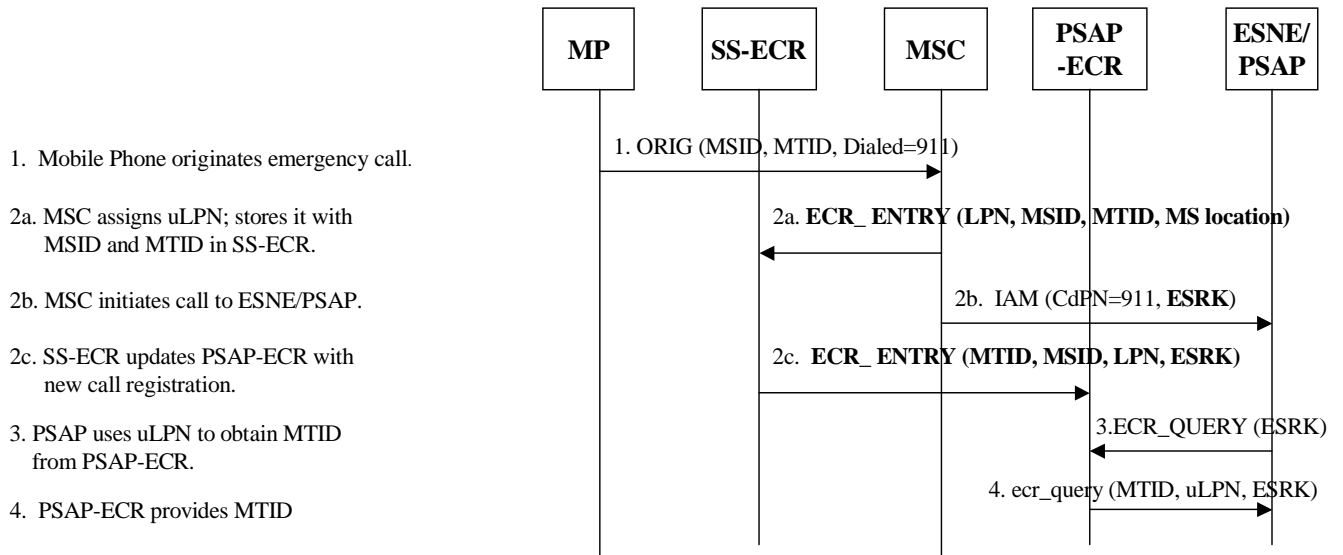 MP
SS-ECR
MSC
PSAP
-ECR
ESNE/
PSAP
1. Mobile Phone originates emergency call.
1. ORIG (MSID, MTID, Dialed=911)
2a. MSC assigns uLPN; stores it with
MSID and MTID in SS-ECR.
2a. ECR_ ENTRY (LPN, MSID, MTID, MS location)
2b. MSC initiates call to ESNE/PSAP.
2b. IAM (CdPN=911, ESRK)
2c. SS-ECR updates PSAP-ECR with
new call registration.
2c. ECR_ ENTRY (MTID, MSID, LPN, ESRK)
3. PSAP uses uLPN to obtain MTID
from PSAP-ECR.
3.ECR_QUERY (ESRK)
4. PSAP-ECR provides MTID
4. ecr_query (MTID, uLPN, ESRK)